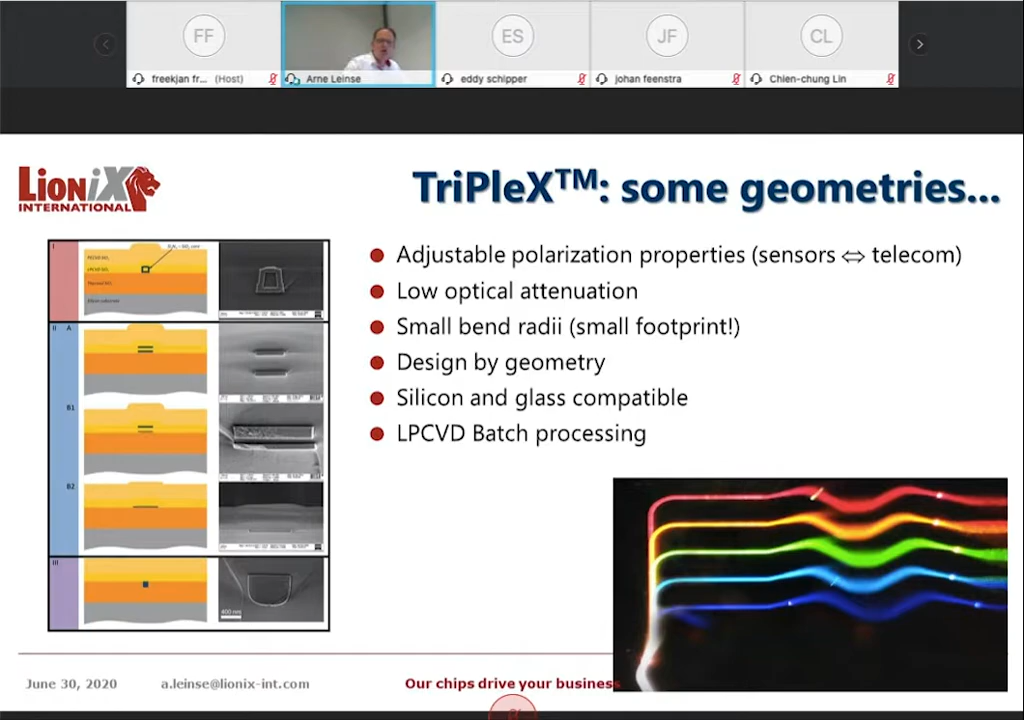 FF
ES
JF
CL
freekjan fr... (Host)
Arne Leinse
eddy schipper
johan feenstra
Chien-chung Lin
LioniX
INTERNATIONAL
TriPleX™: some geometries...
I
II A
B1
B2
III
400 nm
Adjustable polarization properties (sensors ⇔ telecom)
Low optical attenuation
Small bend radii (small footprint!)
Design by geometry
Silicon and glass compatible
LPCVD Batch processing
June 30, 2020
a.leinse@lionix-int.com
Our chips drive your business